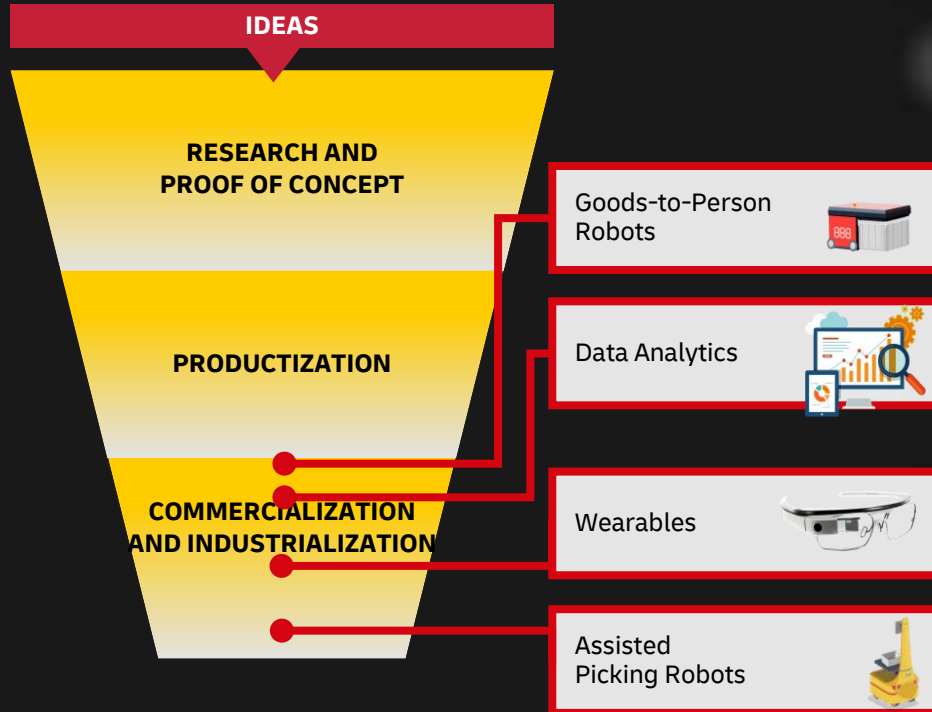 IDEAS
RESEARCH AND
PROOF OF CONCEPT
PRODUCTIZATION
COMMERCIALIZATION
AND INDUSTRIALIZATION
Goods-to-Person
Robots
888
Data Analytics
Wearables
Assisted
Picking Robots